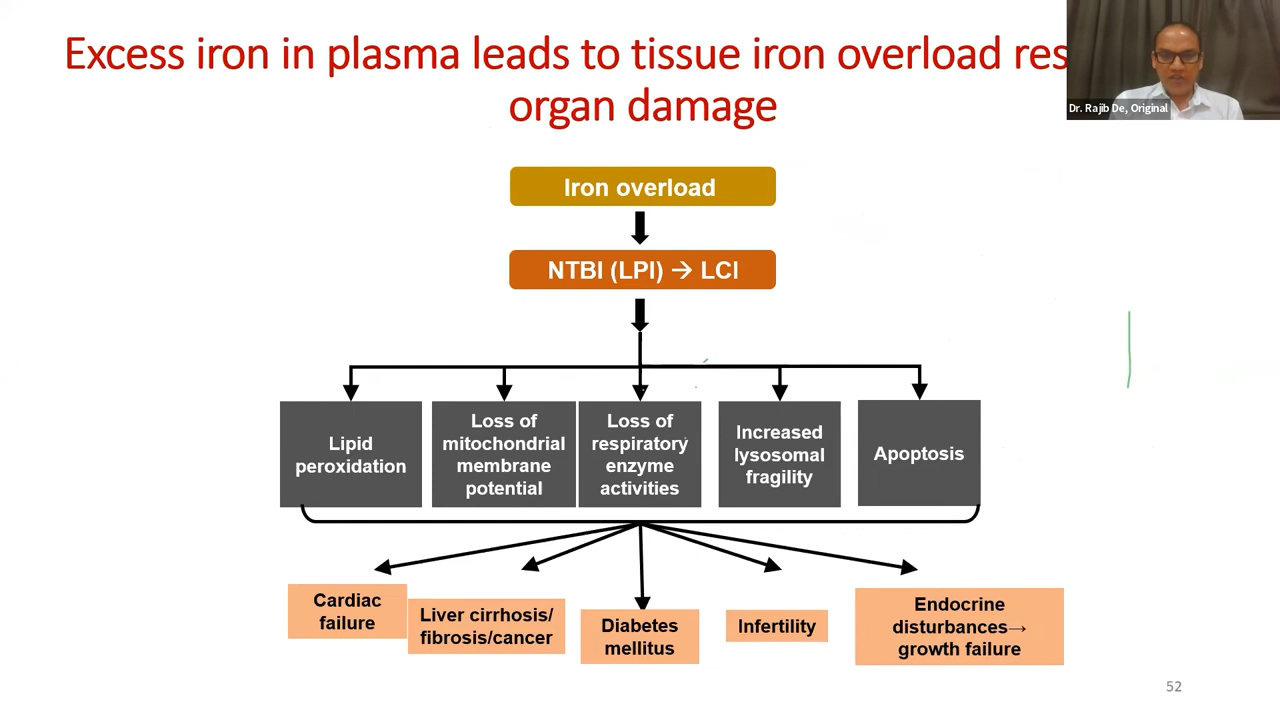 Excess iron in plasma leads to tissue iron overload res
organ damage
Dr. Rajib De, Original
Iron overload
NTBI (LPI) → LCI
Lipid
peroxidation
Loss of
mitochondrial
membrane
potential
Loss of
respiratory
enzyme
activities
Increased
lysosomal
fragility
Apoptosis
Cardiac
failure
Liver cirrhosis/
fibrosis/cancer
Diabetes
mellitus
Infertility
Endocrine
disturbances→
growth failure
52